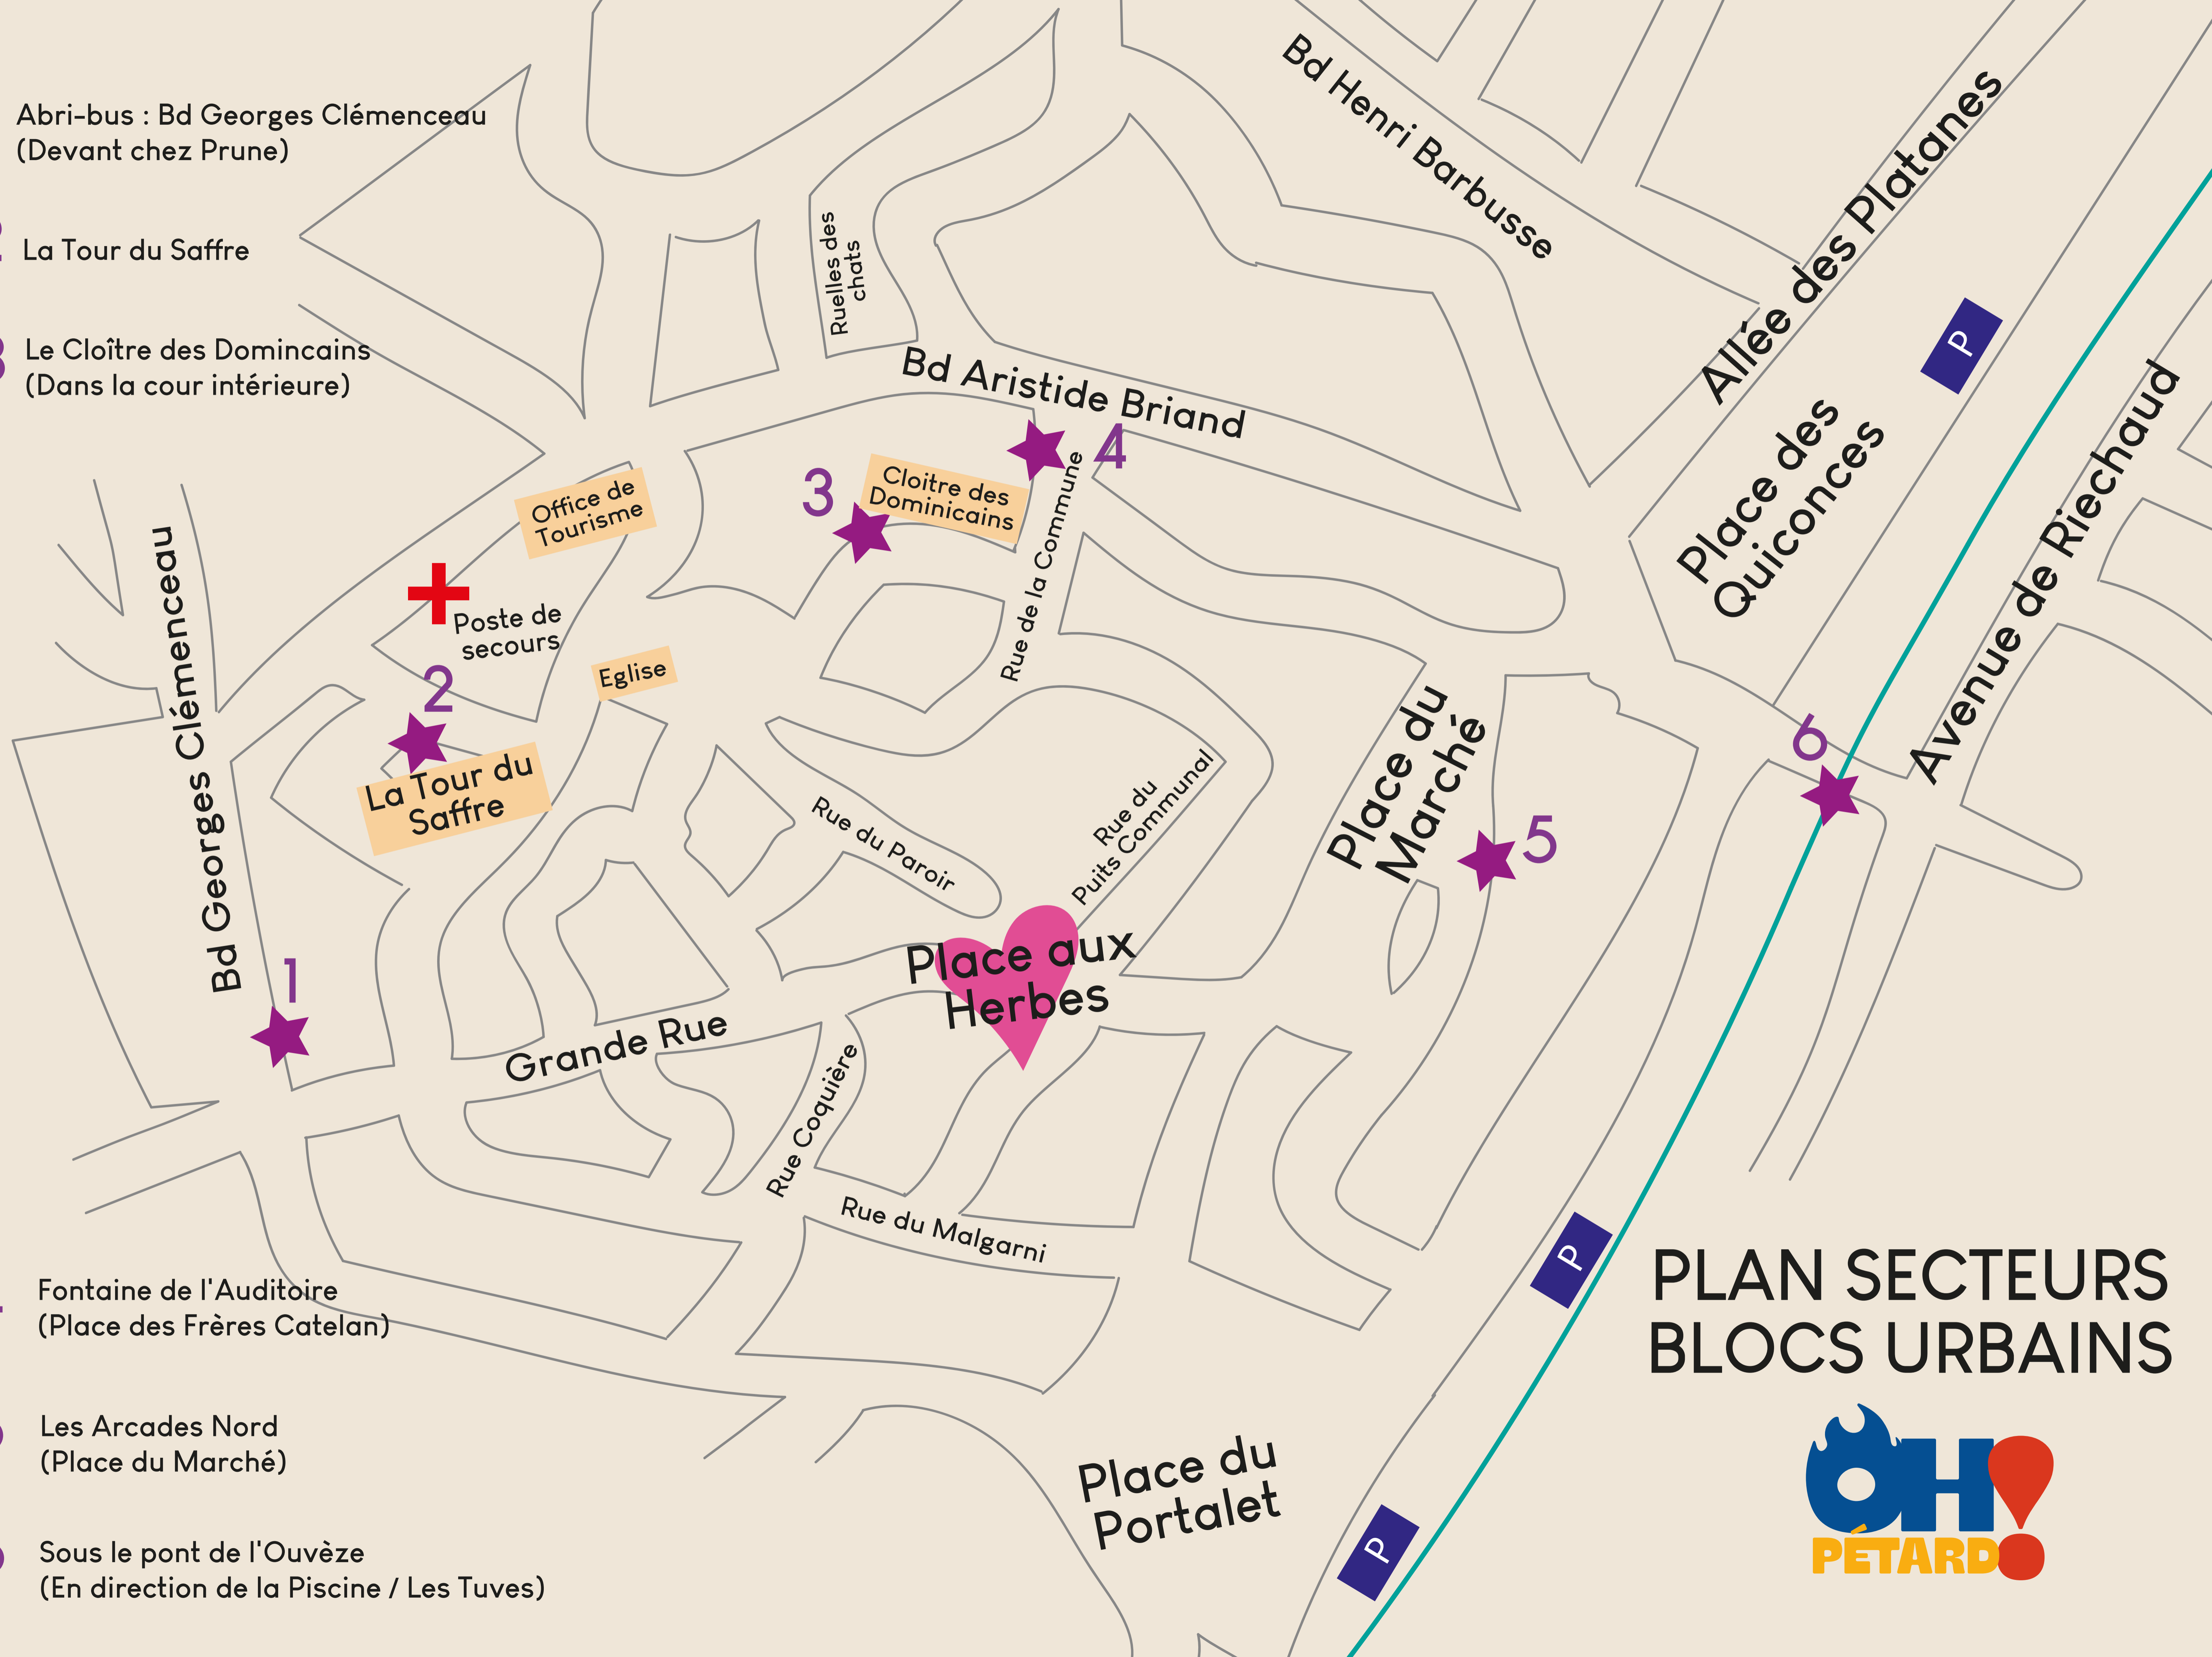 Abri-bus : Bd Georges Clémenceau
(Devant chez Prune)
La Tour du Saffre
Le Cloître des Domincains
(Dans la cour intérieure)
Fontaine de l'Auditoire
(Place des Frères Catelan)
Les Arcades Nord
(Place du Marché)
Sous le pont de l'Ouvèze
(En direction de la Piscine / Les Tuves)
Bd Henri Barbusse
Allée des Platanes
Ruelles des
chats
Bd Aristide Briand
P
Place des
Quiconces
Avenue de Riechaud
4
3
Cloitre des
Dominicains
Office de
Tourisme
Rue de la Commune
Bd Georges Clémenceau
Poste de
secours
Eglise
2
La Tour du
Saffre
Place du
Marchè
5
6
Rue du Paroir
Rue du
Puits Communal
Place aux
Herbes
1
Grande Rue
Rue Coquière
Rue du Malgarni
P
Place du
Portalet
P
PLAN SECTEURS
BLOCS URBAINS
OH!
PÉTARD